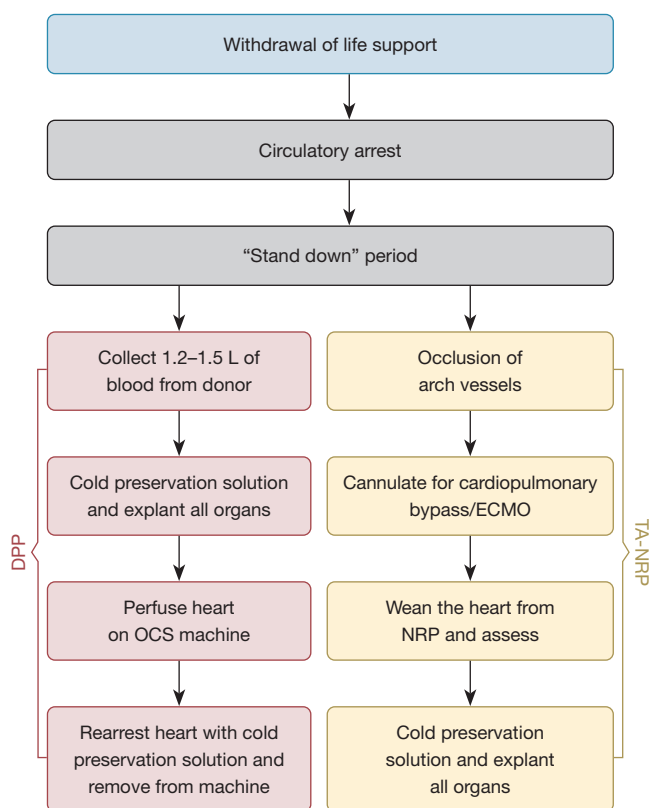 Withdrawal of life support
Circulatory arrest
“Stand down” period
Collect 1.2–1.5 L of
blood from donor
Cold preservation solution
and explant all organs
Perfuse heart
on OCS machine
Rearrest heart with cold
preservation solution and
remove from machine
DPP
Occlusion of
arch vessels
Cannulate for cardiopulmonary
bypass/ECMO
Wean the heart from
NRP and assess
Cold preservation
solution and explant
all organs
TA-NRP